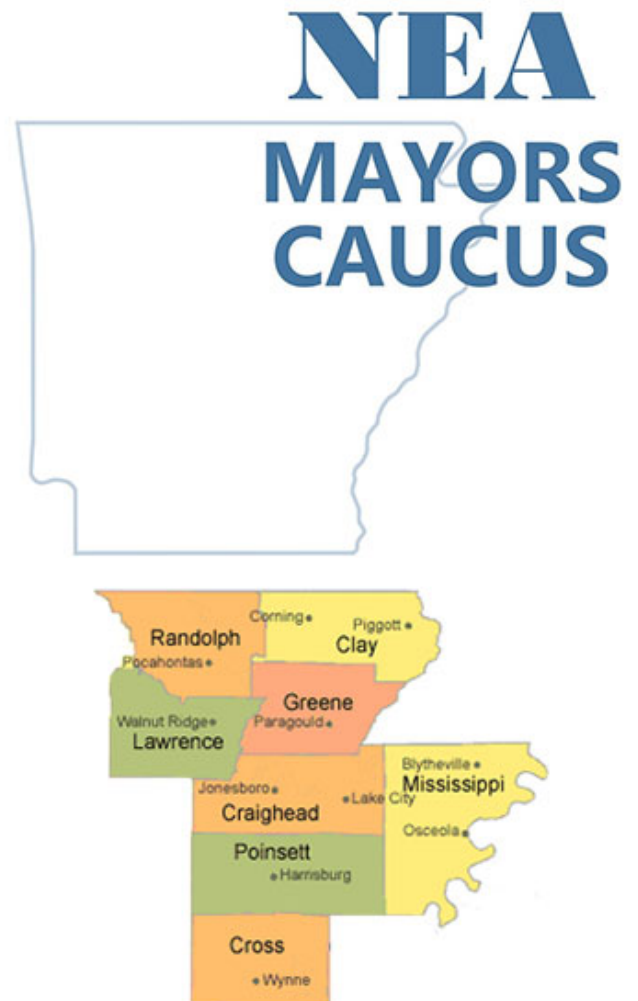 NEA
MAYORS
CAUCUS
Corning
Piggott
Randolph
Clay
Pocahontas
Greene
Walnut Ridge
Paragould
Lawrence
Blytheville
Mississippi
Jonesboro
Lake City
Craighead
Osceola
Poinsett
Harrisburg
Cross
Wynne